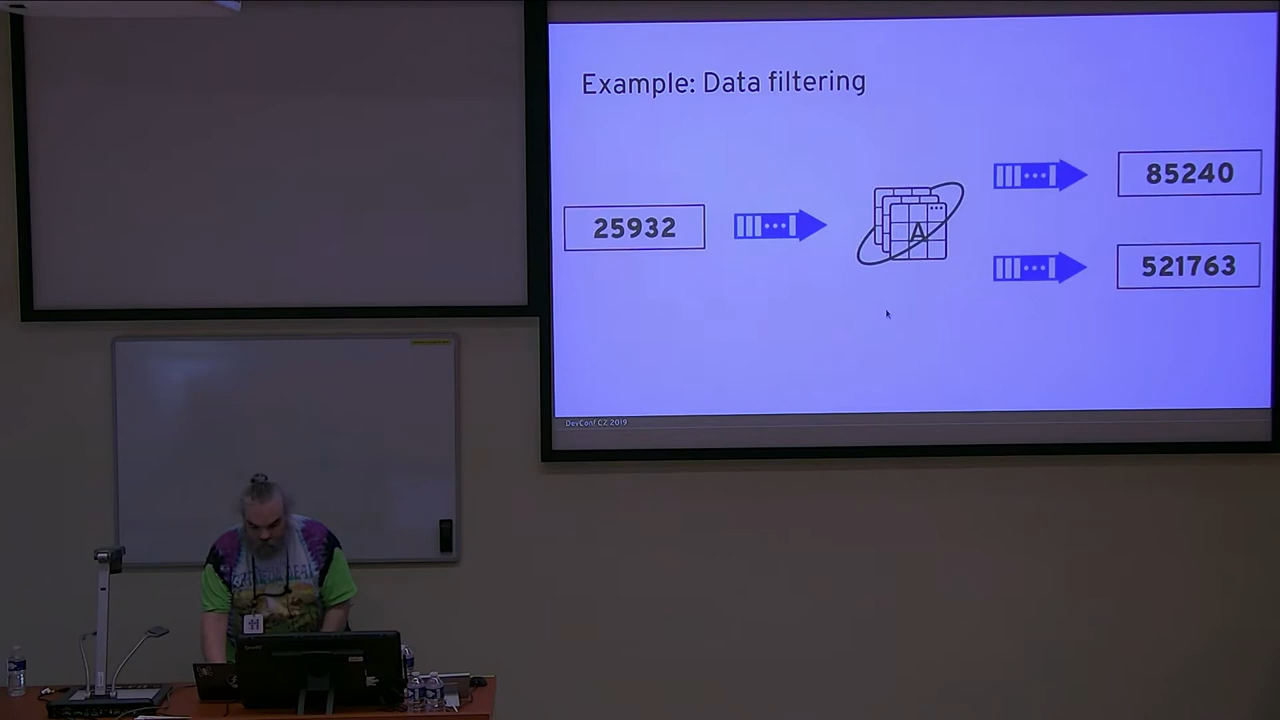 Example: Data filtering
85240
25932
A
521763
DevConf CZ 2019